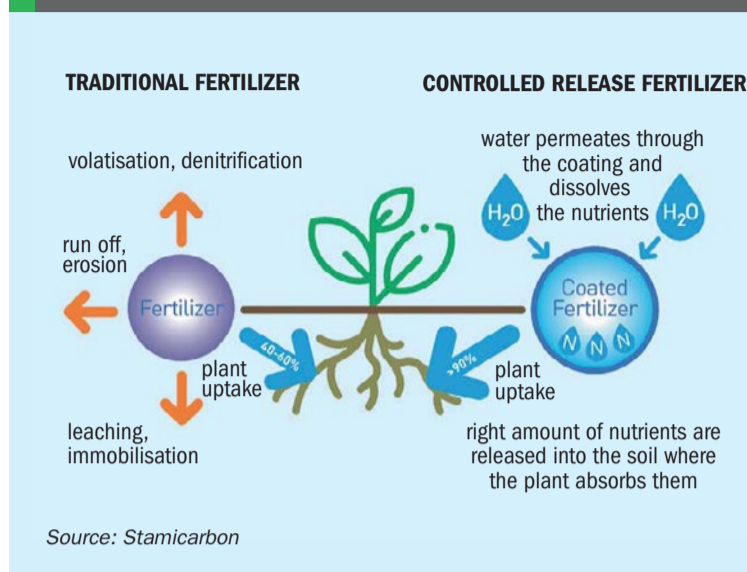 TRADITIONAL FERTILIZER
volatisation, denitrification
run off,
erosion
Fertilizer
40-60%
plant
uptake
leaching,
immobilisation
CONTROLLED RELEASE FERTILIZER
water permeates through
the coating and
dissolves
the nutrients
H₂O
H₂O
Coated
Fertilizer
N N N
>90%
plant
uptake
right amount of nutrients are
released into the soil where
the plant absorbs them
Source: Stamicarbon